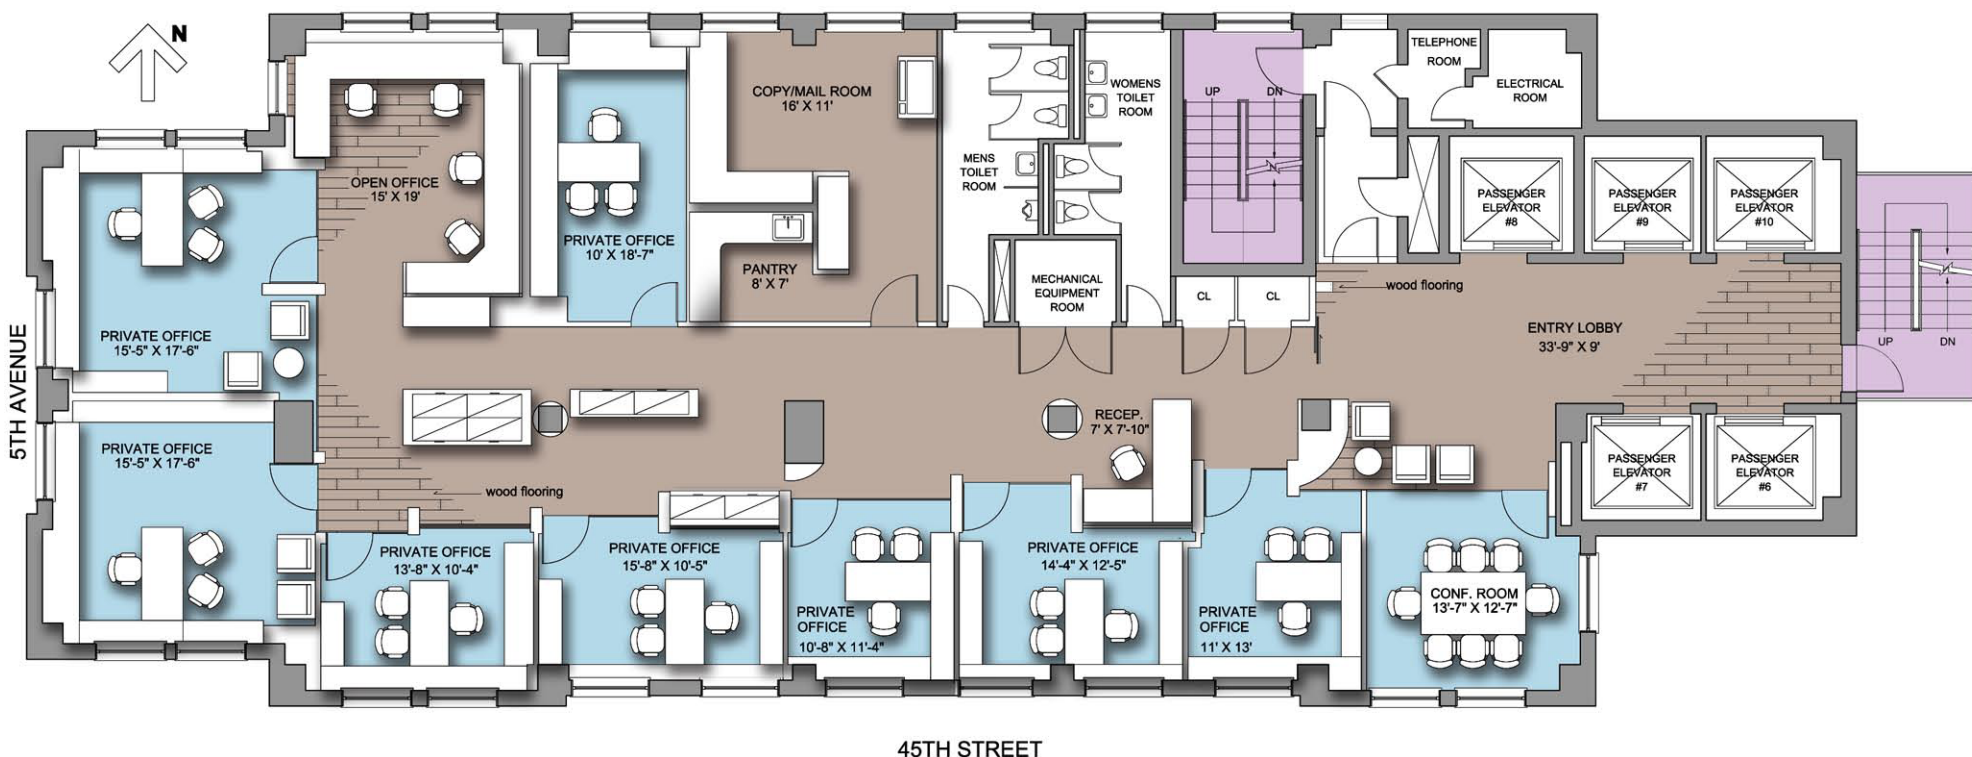 N
TELEPHONE
ROOM
ELECTRICAL
ROOM
COPY/MAIL ROOM
16' X 11'
WOMENS
TOILET
ROOM
UP
DN
MENS
TOILET
ROOM
OPEN OFFICE
15' X 19'
PRIVATE OFFICE
10' X 18'-7"
PANTRY
8' X 7'
MECHANICAL
EQUIPMENT
ROOM
CL
CL
PASSENGER
ELEVATOR
#8
PASSENGER
ELEVATOR
#9
PASSENGER
ELEVATOR
#10
wood flooring
ENTRY LOBBY
33'-9" X 9'
UP
DN
PRIVATE OFFICE
15'-5" X 17'-6"
5TH AVENUE
PRIVATE OFFICE
15'-5" X 17'-6"
wood flooring
RECEP.
7' X 7'-10"
PASSENGER
ELEVATOR
#7
PASSENGER
ELEVATOR
#6
PRIVATE OFFICE
13'-8" X 10'-4"
PRIVATE OFFICE
15'-8" X 10'-5"
PRIVATE
OFFICE
10'-8" X 11'-4"
PRIVATE OFFICE
14'-4" X 12'-5"
PRIVATE
OFFICE
11' X 13'
CONF. ROOM
13'-7" X 12'-7"
45TH STREET